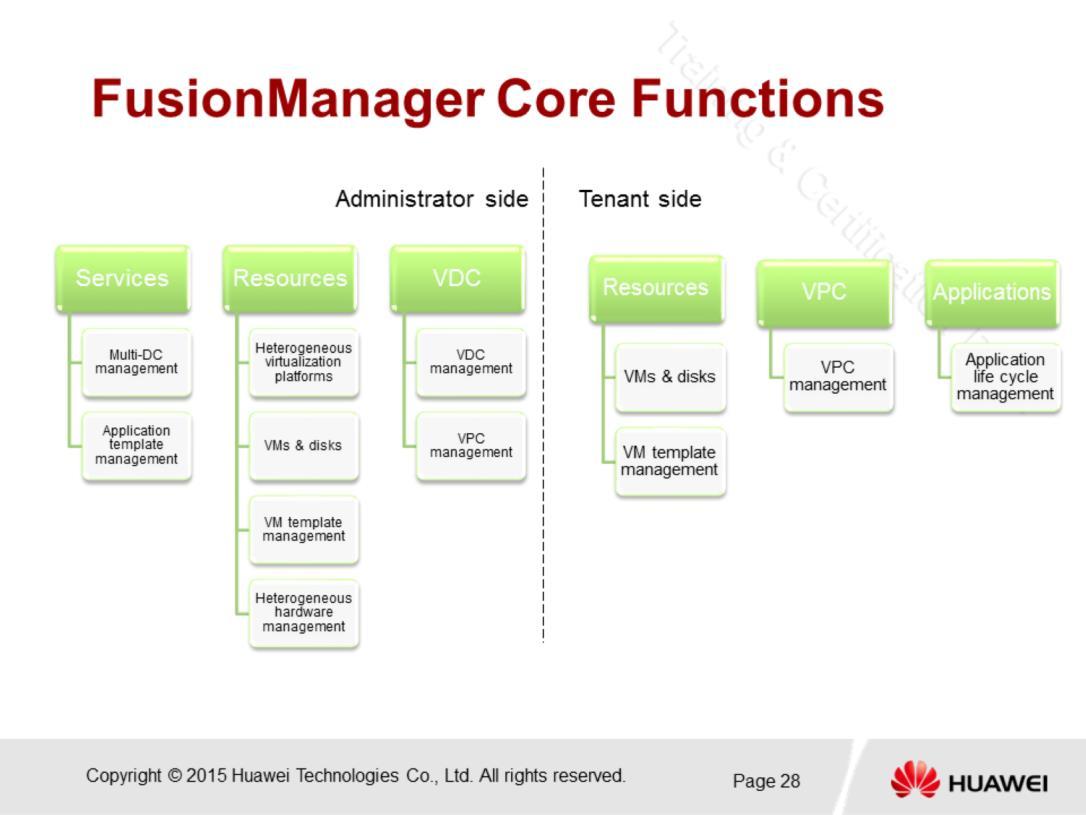 FusionManager Core Functions
Administrator side
Tenant side
Services
Multi-DC
management
Application
template
management
Resources
Heterogeneous
virtualization
platforms
VMs & disks
VM template
management
Heterogeneous
hardware
management
VDC
VDC
management
VPC
management
Resources
VMs & disks
VM template
management
VPC
VPC
management
Applications
Application
life cycle
management
Training & Certification
Copyright © 2015 Huawei Technologies Co., Ltd. All rights reserved.
Page 28
HUAWEI